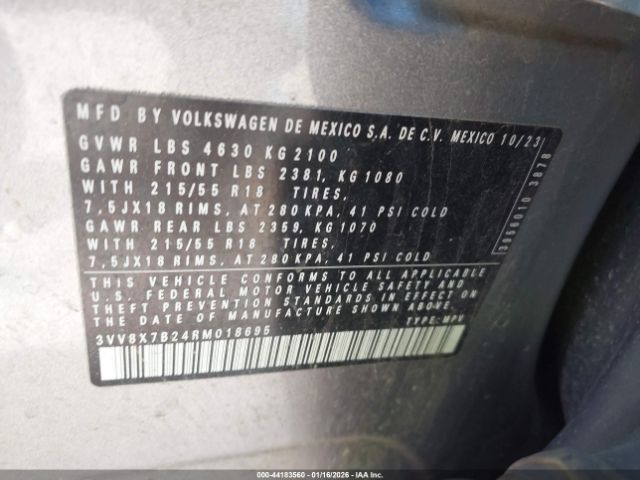 MFD BY VOLKSWAGEN DE MEXICO S.A. DE C.V. MEXICO 10/23
GVWR LBS 4630 KG 2100
GAWR FRONT LBS 2381, KG 1080
WITH 215/55 R18 TIRES,
7,5JX18 RIMS, AT 280 KPA, 41 PSI COLD
GAWR REAR LBS 2359, KG 1070
WITH 215/55 R18 TIRES,
7,5JX18 RIMS, AT 280 KPA, 41 PSI COLD
THIS VEHICLE CONFORMS TO ALL APPLICABLE
U.S. FEDERAL MOTOR VEHICLE SAFETY AND
THEFT PREVENTION STANDARDS IN EFFECT ON
THE DATE OF MANUFACTURE SHOWN ABOVE
3VV8X7B24RM018695 TYPE: MPV
000-44183560 - 01/16/2026 - IAA Inc.